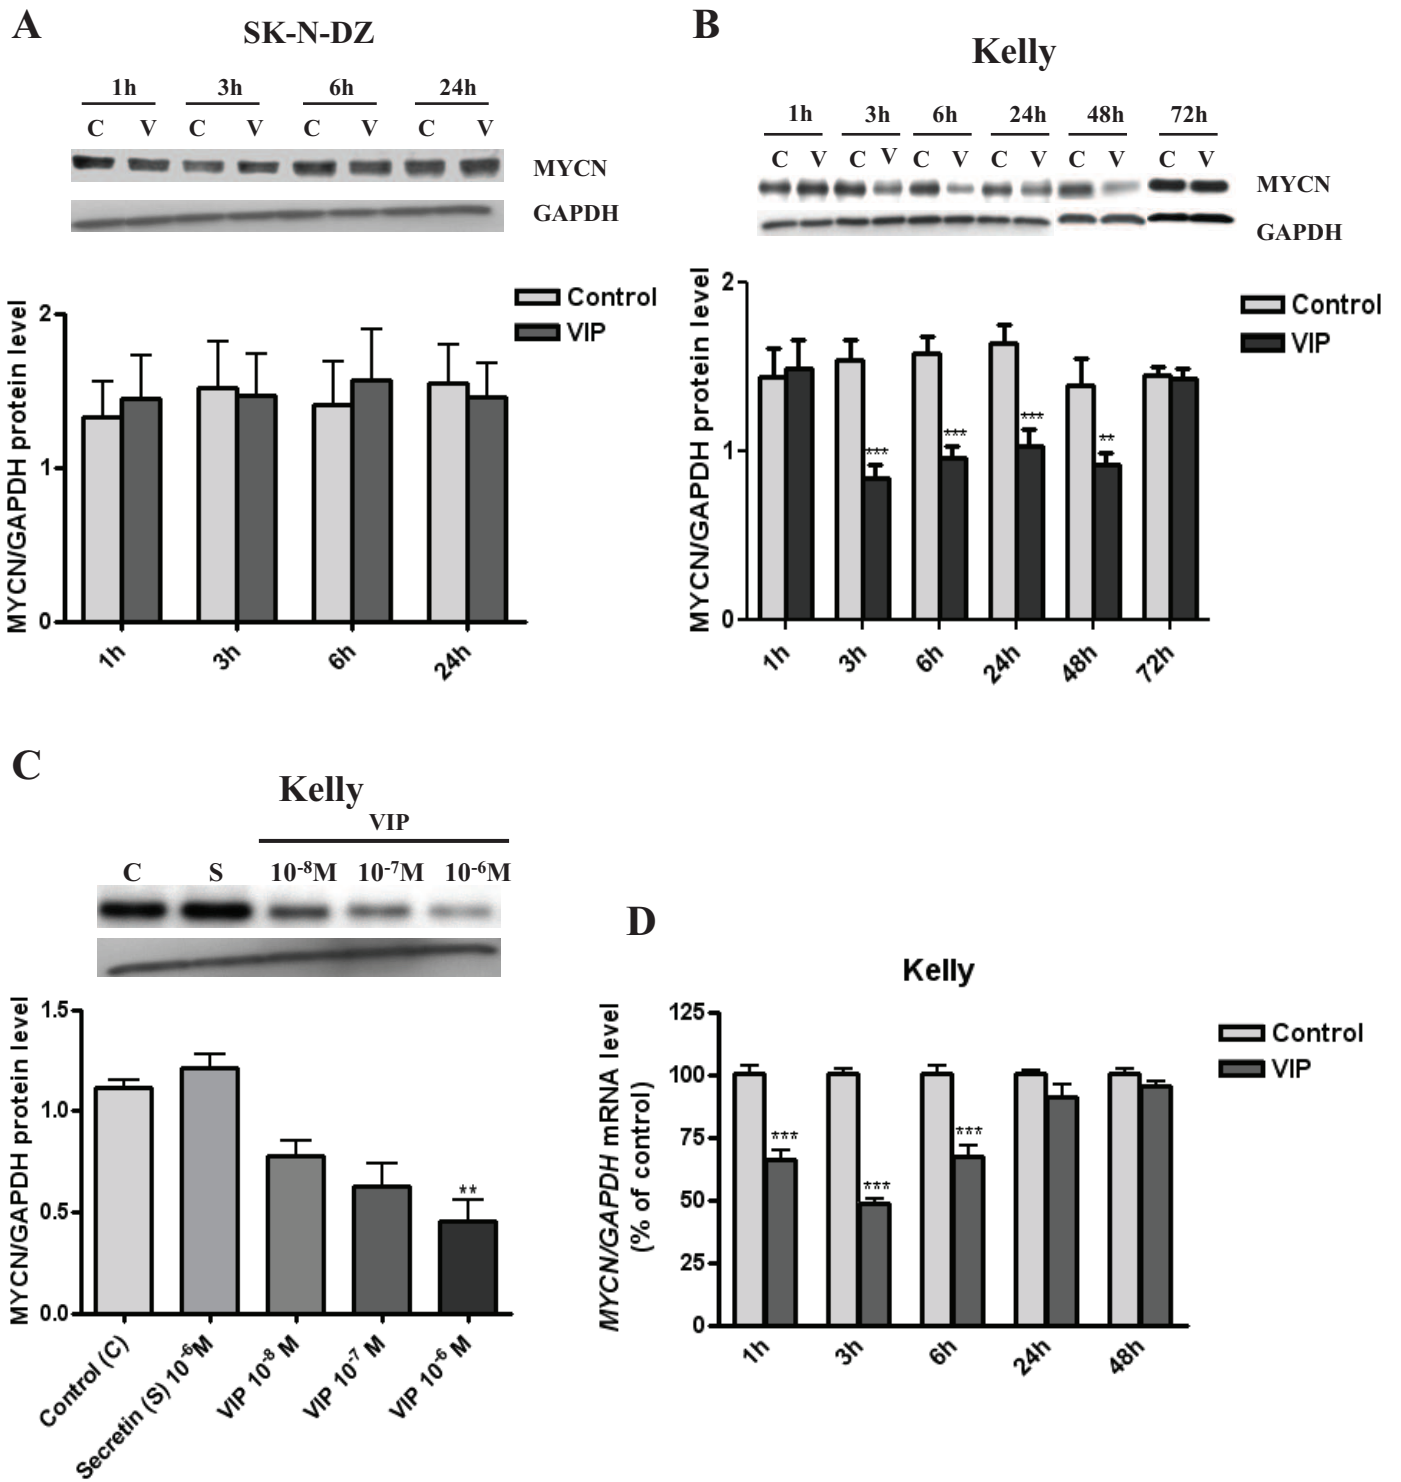 A
SK-N-DZ
1h 3h 6h 24h
C V C V C V C V
MYCN
GAPDH
Control
VIP
MYCN/GAPDH protein level
2
1
0
1h 3h 6h 24h
B
Kelly
1h 3h 6h 24h 48h 72h
C V C V C V C V C V C V
MYCN
GAPDH
Control
VIP
MYCN/GAPDH protein level
2
1
0
*** *** *** **
1h 3h 6h 24h 48h 72h
C
Kelly
VIP
C S 10⁻⁸M 10⁻⁷M 10⁻⁶M
MYCN/GAPDH protein level
1.5
1.0
0.5
0.0
**
Control (C)
Secretin (S) 10⁻⁶M
VIP 10⁻⁸ M
VIP 10⁻⁷ M
VIP 10⁻⁶ M
D
Kelly
Control
VIP
MYCN/GAPDH mRNA level
(% of control)
125
100
75
50
25
0
*** *** ***
1h 3h 6h 24h 48h